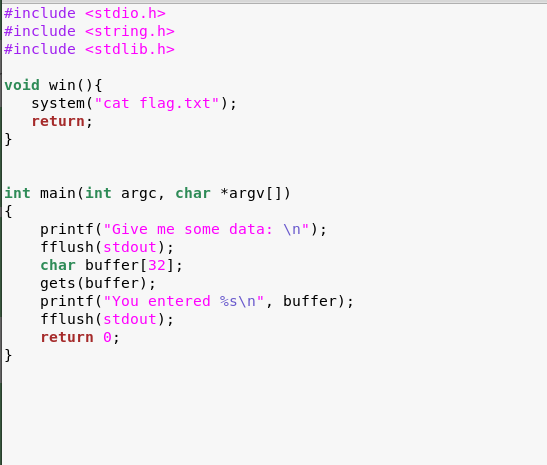 #include <stdio.h>
#include <string.h>
#include <stdlib.h>

void win(){
   system("cat flag.txt");
   return;
}


int main(int argc, char *argv[])
{
    printf("Give me some data: \n");
    fflush(stdout);
    char buffer[32];
    gets(buffer);
    printf("You entered %s\n", buffer);
    fflush(stdout);
    return 0;
}